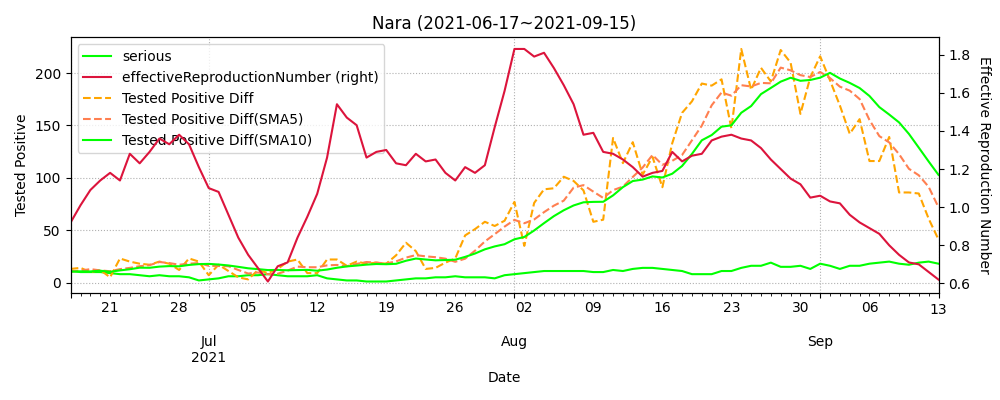 Nara (2021-06-17~2021-09-15)
serious
effectiveReproductionNumber (right)
Tested Positive Diff
Tested Positive Diff(SMA5)
Tested Positive Diff(SMA10)
Tested Positive
200
150
100
50
0
1.8
1.6
1.4
1.2
1.0
0.8
0.6
Effective Reproduction Number
21 28 05 12 19 26 02 09 16 23 30 06 13
Jul Aug Sep
2021
Date